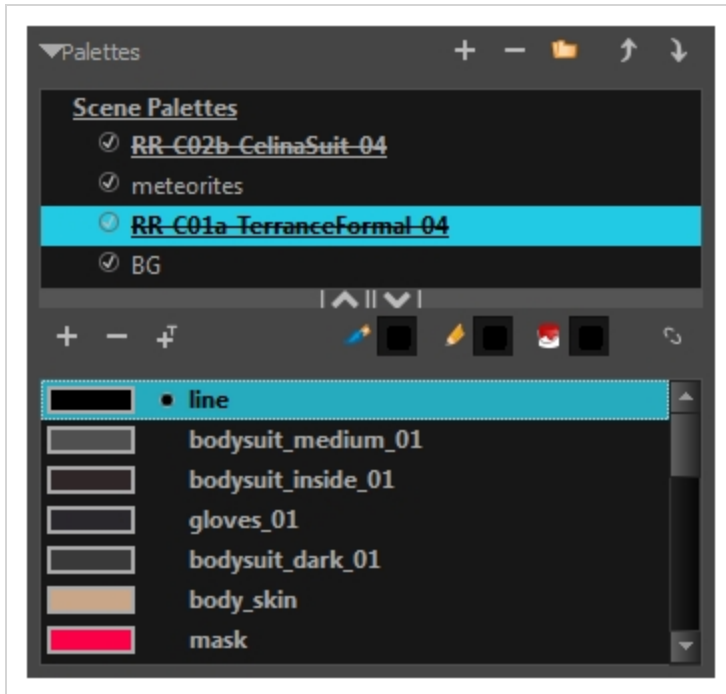 Palettes
Scene Palettes
RR-C02b-CelinaSuit-04
meteorites
RR-C01a-TerranceFormal-04
BG
line
bodysuit_medium_01
bodysuit_inside_01
gloves_01
bodysuit_dark_01
body_skin
mask